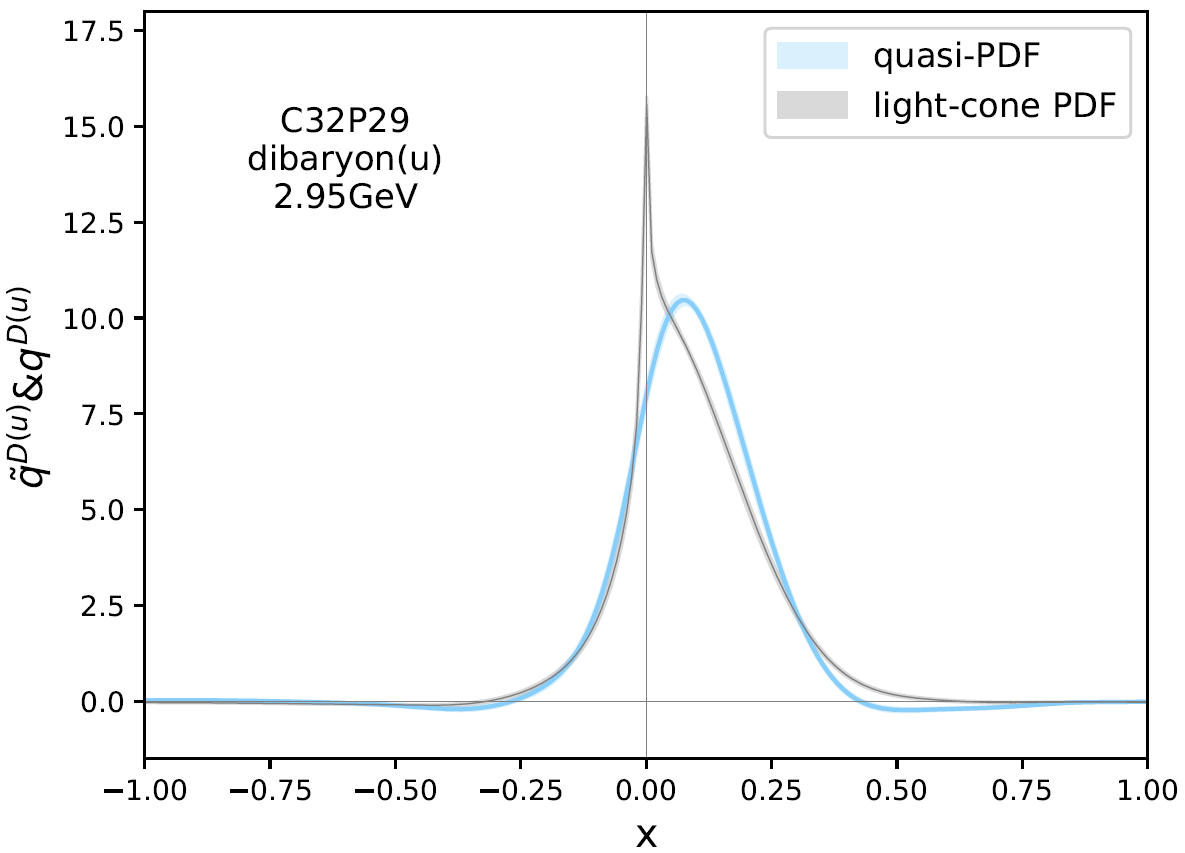 17.5
15.0
12.5
10.0
7.5
5.0
2.5
0.0
q̃^{D(u)}&q^{D(u)}
C32P29
dibaryon(u)
2.95GeV
quasi-PDF
light-cone PDF
−1.00 −0.75 −0.50 −0.25 0.00 0.25 0.50 0.75 1.00
x